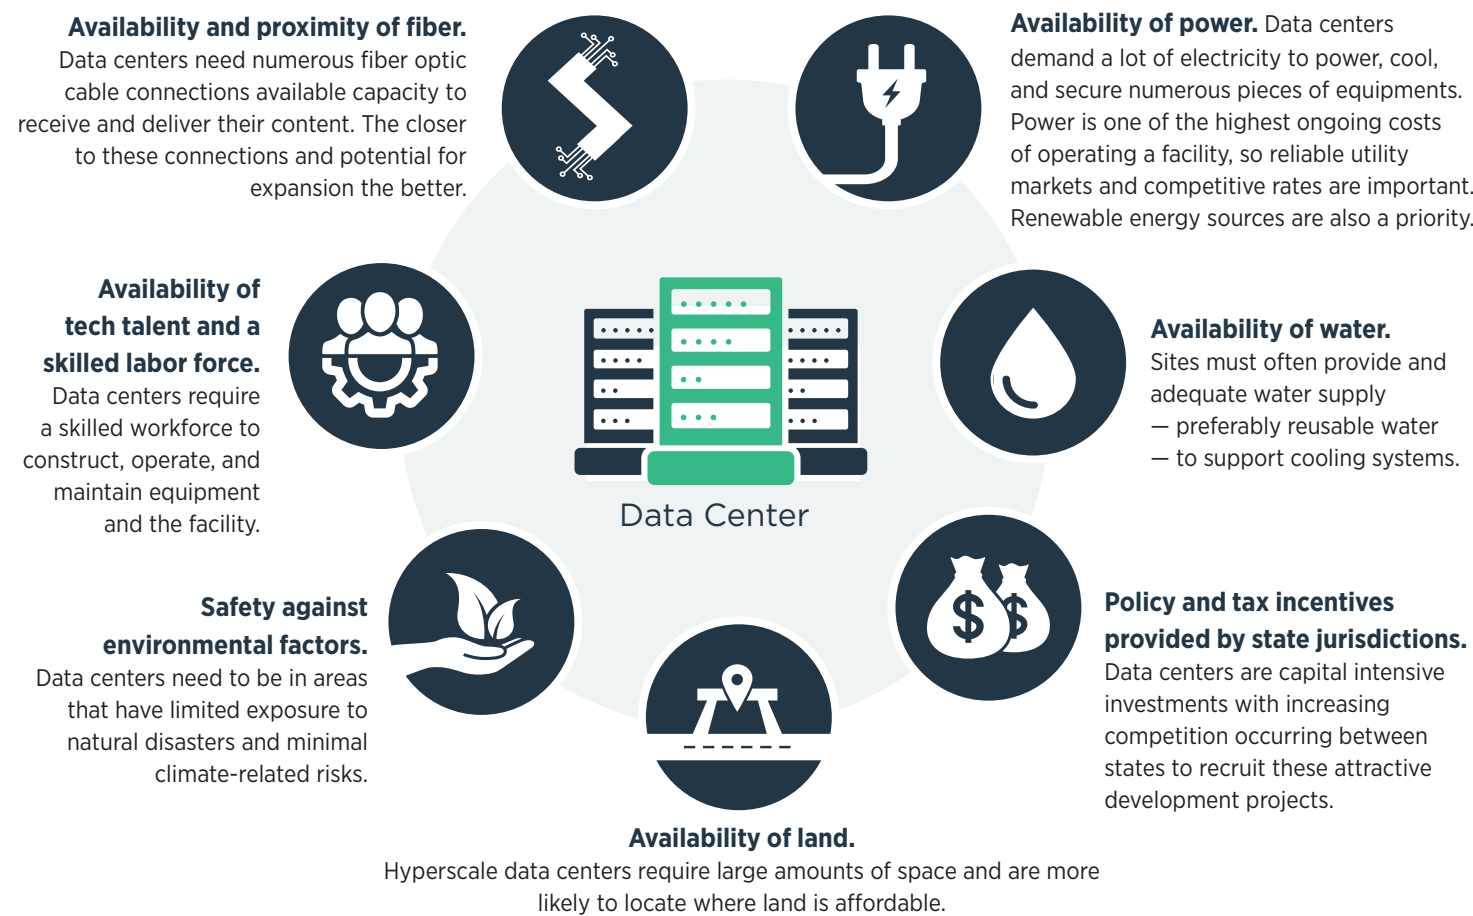 Availability and proximity of fiber.
Data centers need numerous fiber optic
cable connections available capacity to
receive and deliver their content. The closer
to these connections and potential for
expansion the better.
Availability of power. Data centers
demand a lot of electricity to power, cool,
and secure numerous pieces of equipments.
Power is one of the highest ongoing costs
of operating a facility, so reliable utility
markets and competitive rates are important.
Renewable energy sources are also a priority.
Availability of
tech talent and a
skilled labor force.
Data centers require
a skilled workforce to
construct, operate, and
maintain equipment
and the facility.
Data Center
Availability of water.
Sites must often provide and
adequate water supply
— preferably reusable water
— to support cooling systems.
Safety against
environmental factors.
Data centers need to be in areas
that have limited exposure to
natural disasters and minimal
climate-related risks.
$ $
Policy and tax incentives
provided by state jurisdictions.
Data centers are capital intensive
investments with increasing
competition occurring between
states to recruit these attractive
development projects.
Availability of land.
Hyperscale data centers require large amounts of space and are more
likely to locate where land is affordable.